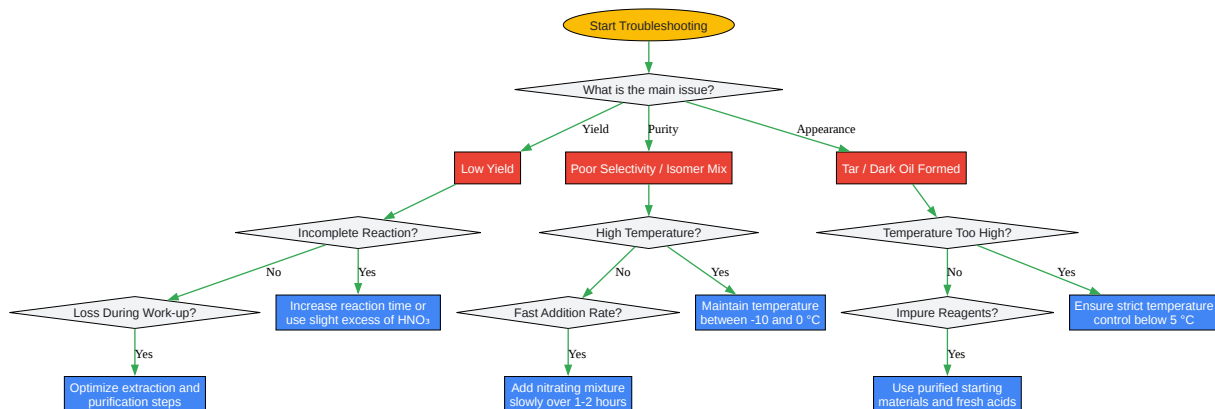 Start Troubleshooting
What is the main issue?
Yield
Purity
Appearance
Low Yield
Poor Selectivity / Isomer Mix
Tar / Dark Oil Formed
Incomplete Reaction?
High Temperature?
Temperature Too High?
No
Yes
No
Yes
No
Yes
Loss During Work-up?
Increase reaction time or
use slight excess of HNO₃
Fast Addition Rate?
Maintain temperature
between -10 and 0 °C
Impure Reagents?
Ensure strict temperature
control below 5 °C
Yes
Yes
Yes
Optimize extraction and
purification steps
Add nitrating mixture
slowly over 1-2 hours
Use purified starting
materials and fresh acids